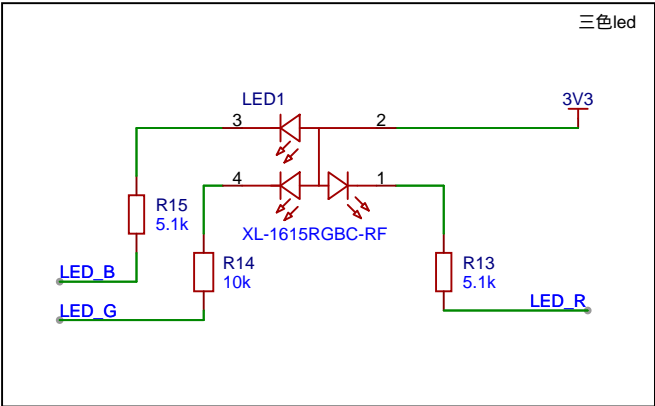 三色led
LED1
3V3
3
2
4
1
R15
5.1k
XL-1615RGBC-RF
R14
10k
R13
5.1k
LED_B
LED_G
LED_R